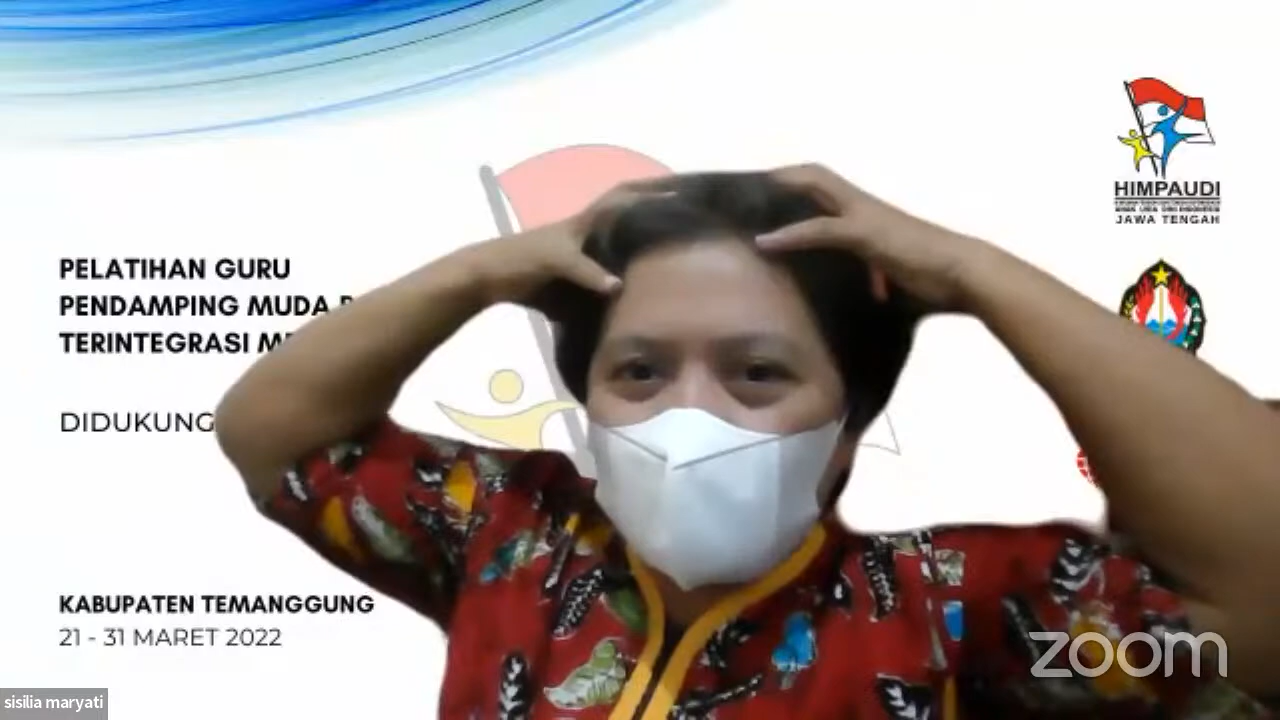 HIMPAUDI
JAWA TENGAH
PELATIHAN GURU
PENDAMPING MUDA
TERINTEGRASI
DIDUKUNG
KABUPATEN TEMANGGUNG
21 - 31 MARET 2022
zoom
sisilia maryati